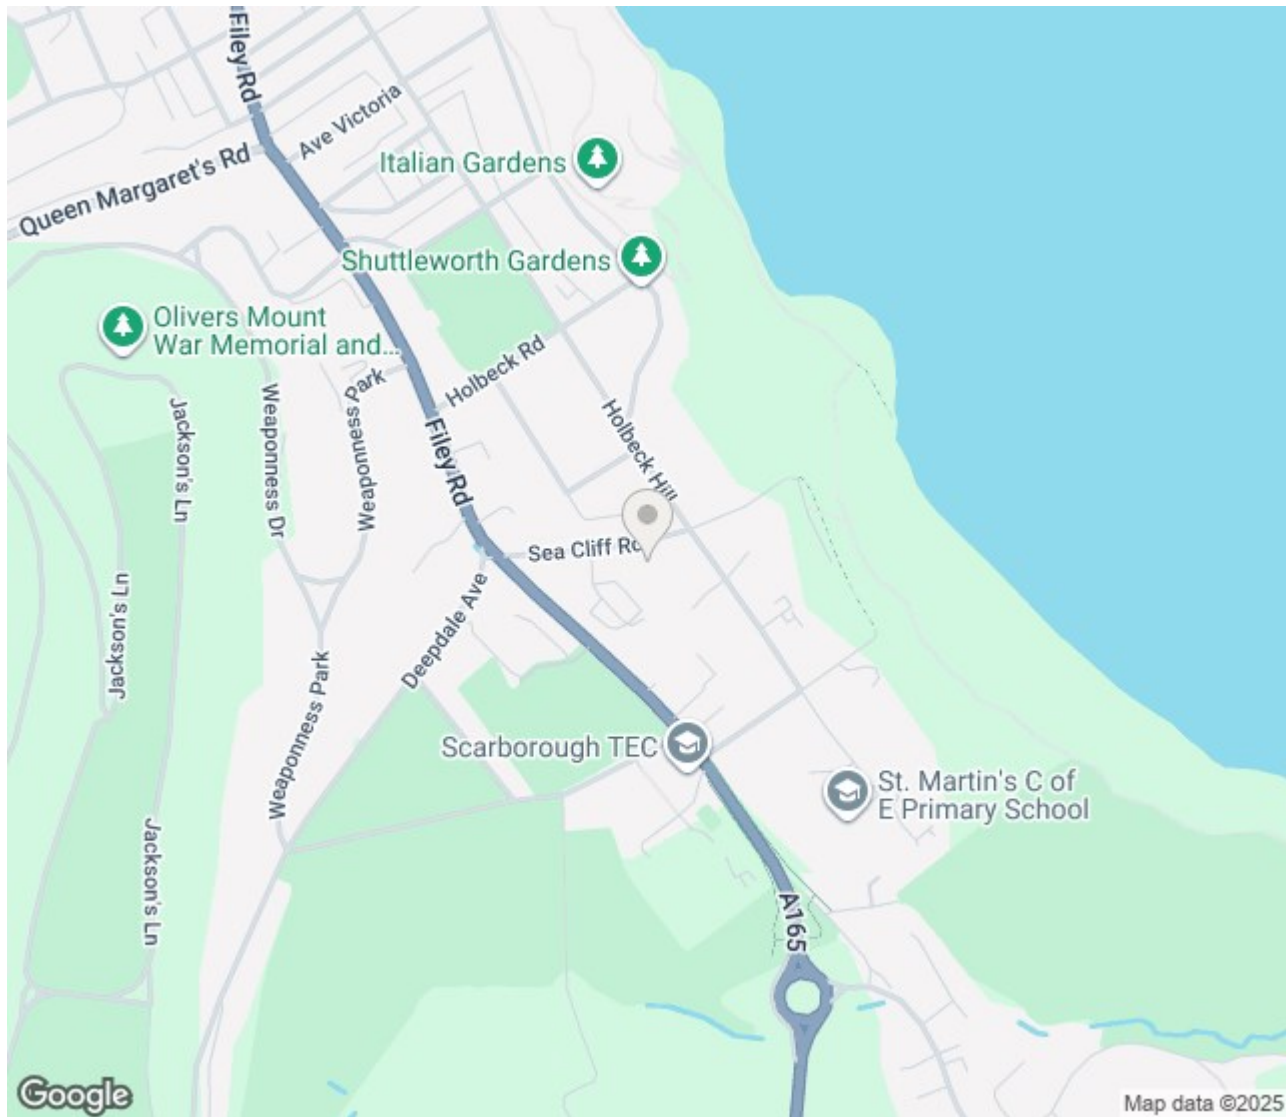 Filey Rd
Ave Victoria
Queen Margaret's Rd
Italian Gardens
Shuttleworth Gardens
Olivers Mount
War Memorial and...
Weaponness Park
Holbeck Rd
Jackson's Ln
Weaponness Dr
Holbeck Hill
Filey Rd
Sea Cliff Rd
Deepdale Ave
Jackson's Ln
Weaponness Park
Scarborough TEC
St. Martin's C of
E Primary School
Jackson's Ln
A165
Google
Map data ©2025